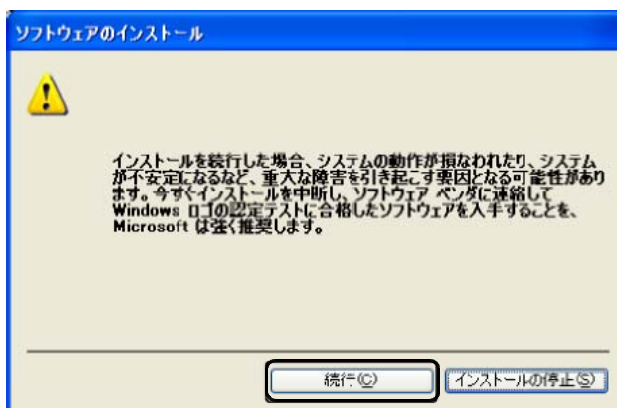 ソフトウェアのインストール
インストールを続行した場合、システムの動作が損なわれたり、システム
が不安定になるなど、重大な障害を引き起こす要因となる可能性があり
ます。今すぐインストールを中断し、ソフトウェア ベンダに連絡して
Windows ロゴの認定テストに合格したソフトウェアを入手することを、
Microsoft は強く推奨します。
続行(C)
インストールの停止(S)